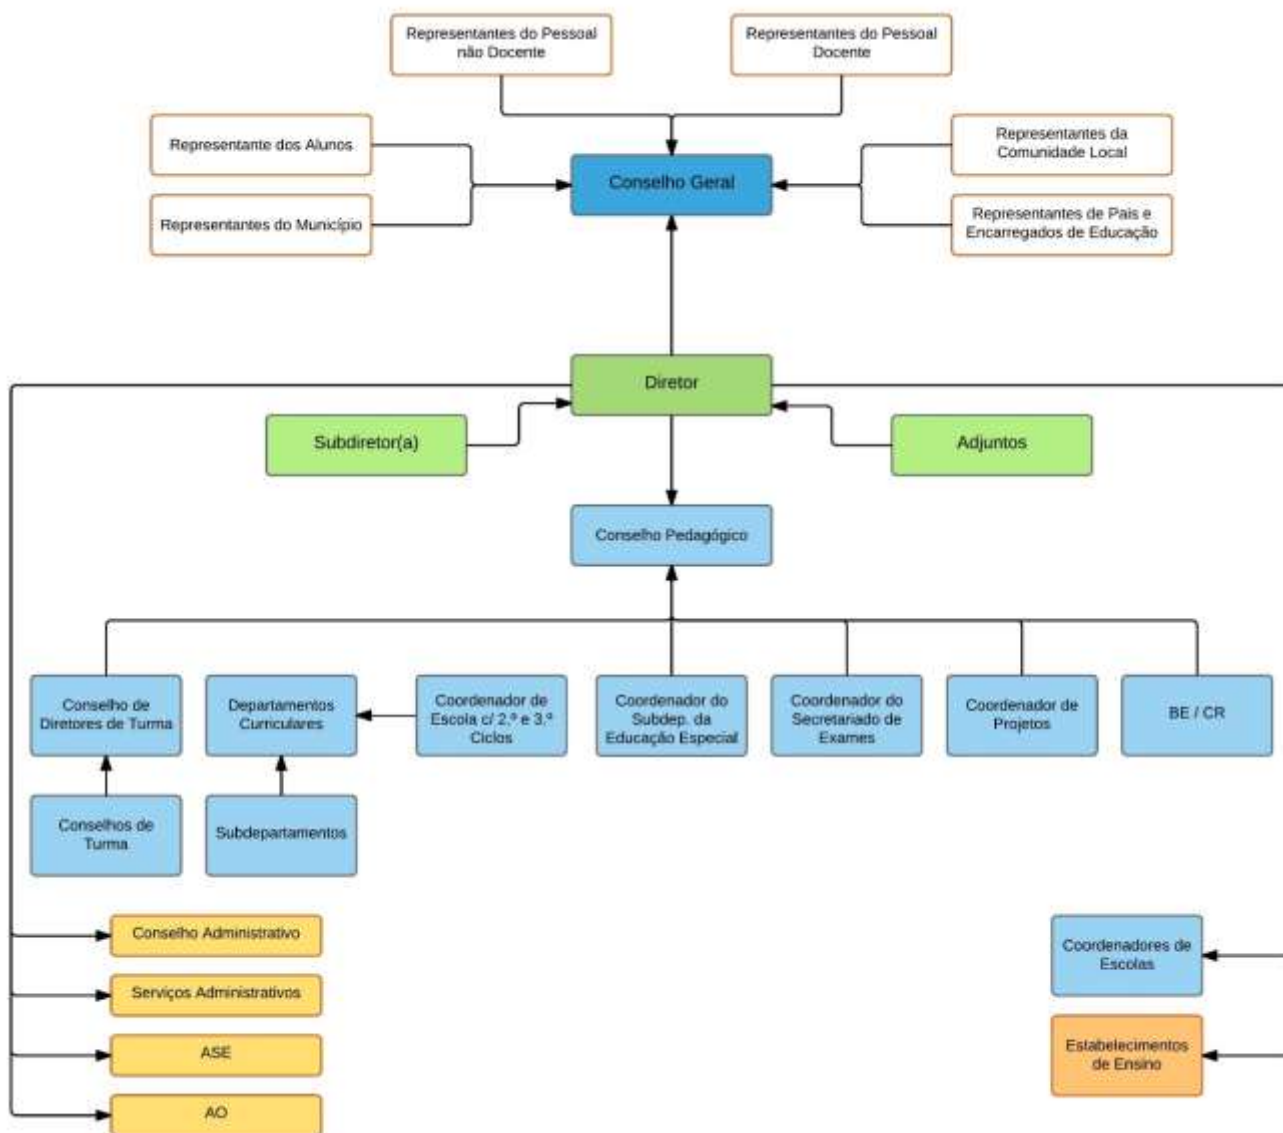 Representantes do Pessoal
não Docente
Representantes do Pessoal
Docente
Representante dos Alunos
Representantes da
Comunidade Local
Conselho Geral
Representantes do Município
Representantes de Pais e
Encarregados de Educação
Diretor
Subdiretor(a)
Adjuntos
Conselho Pedagógico
Conselho de
Diretores de Turma
Departamentos
Curriculares
Coordenador de
Escola c/ 2.º e 3.º
Ciclos
Coordenador do
Subdep. da
Educação Especial
Coordenador do
Secretariado de
Exames
Coordenador de
Projetos
BE / CR
Conselhos de
Turma
Subdepartamentos
Conselho Administrativo
Serviços Administrativos
ASE
AO
Coordenadores de
Escolas
Estabelecimentos
de Ensino